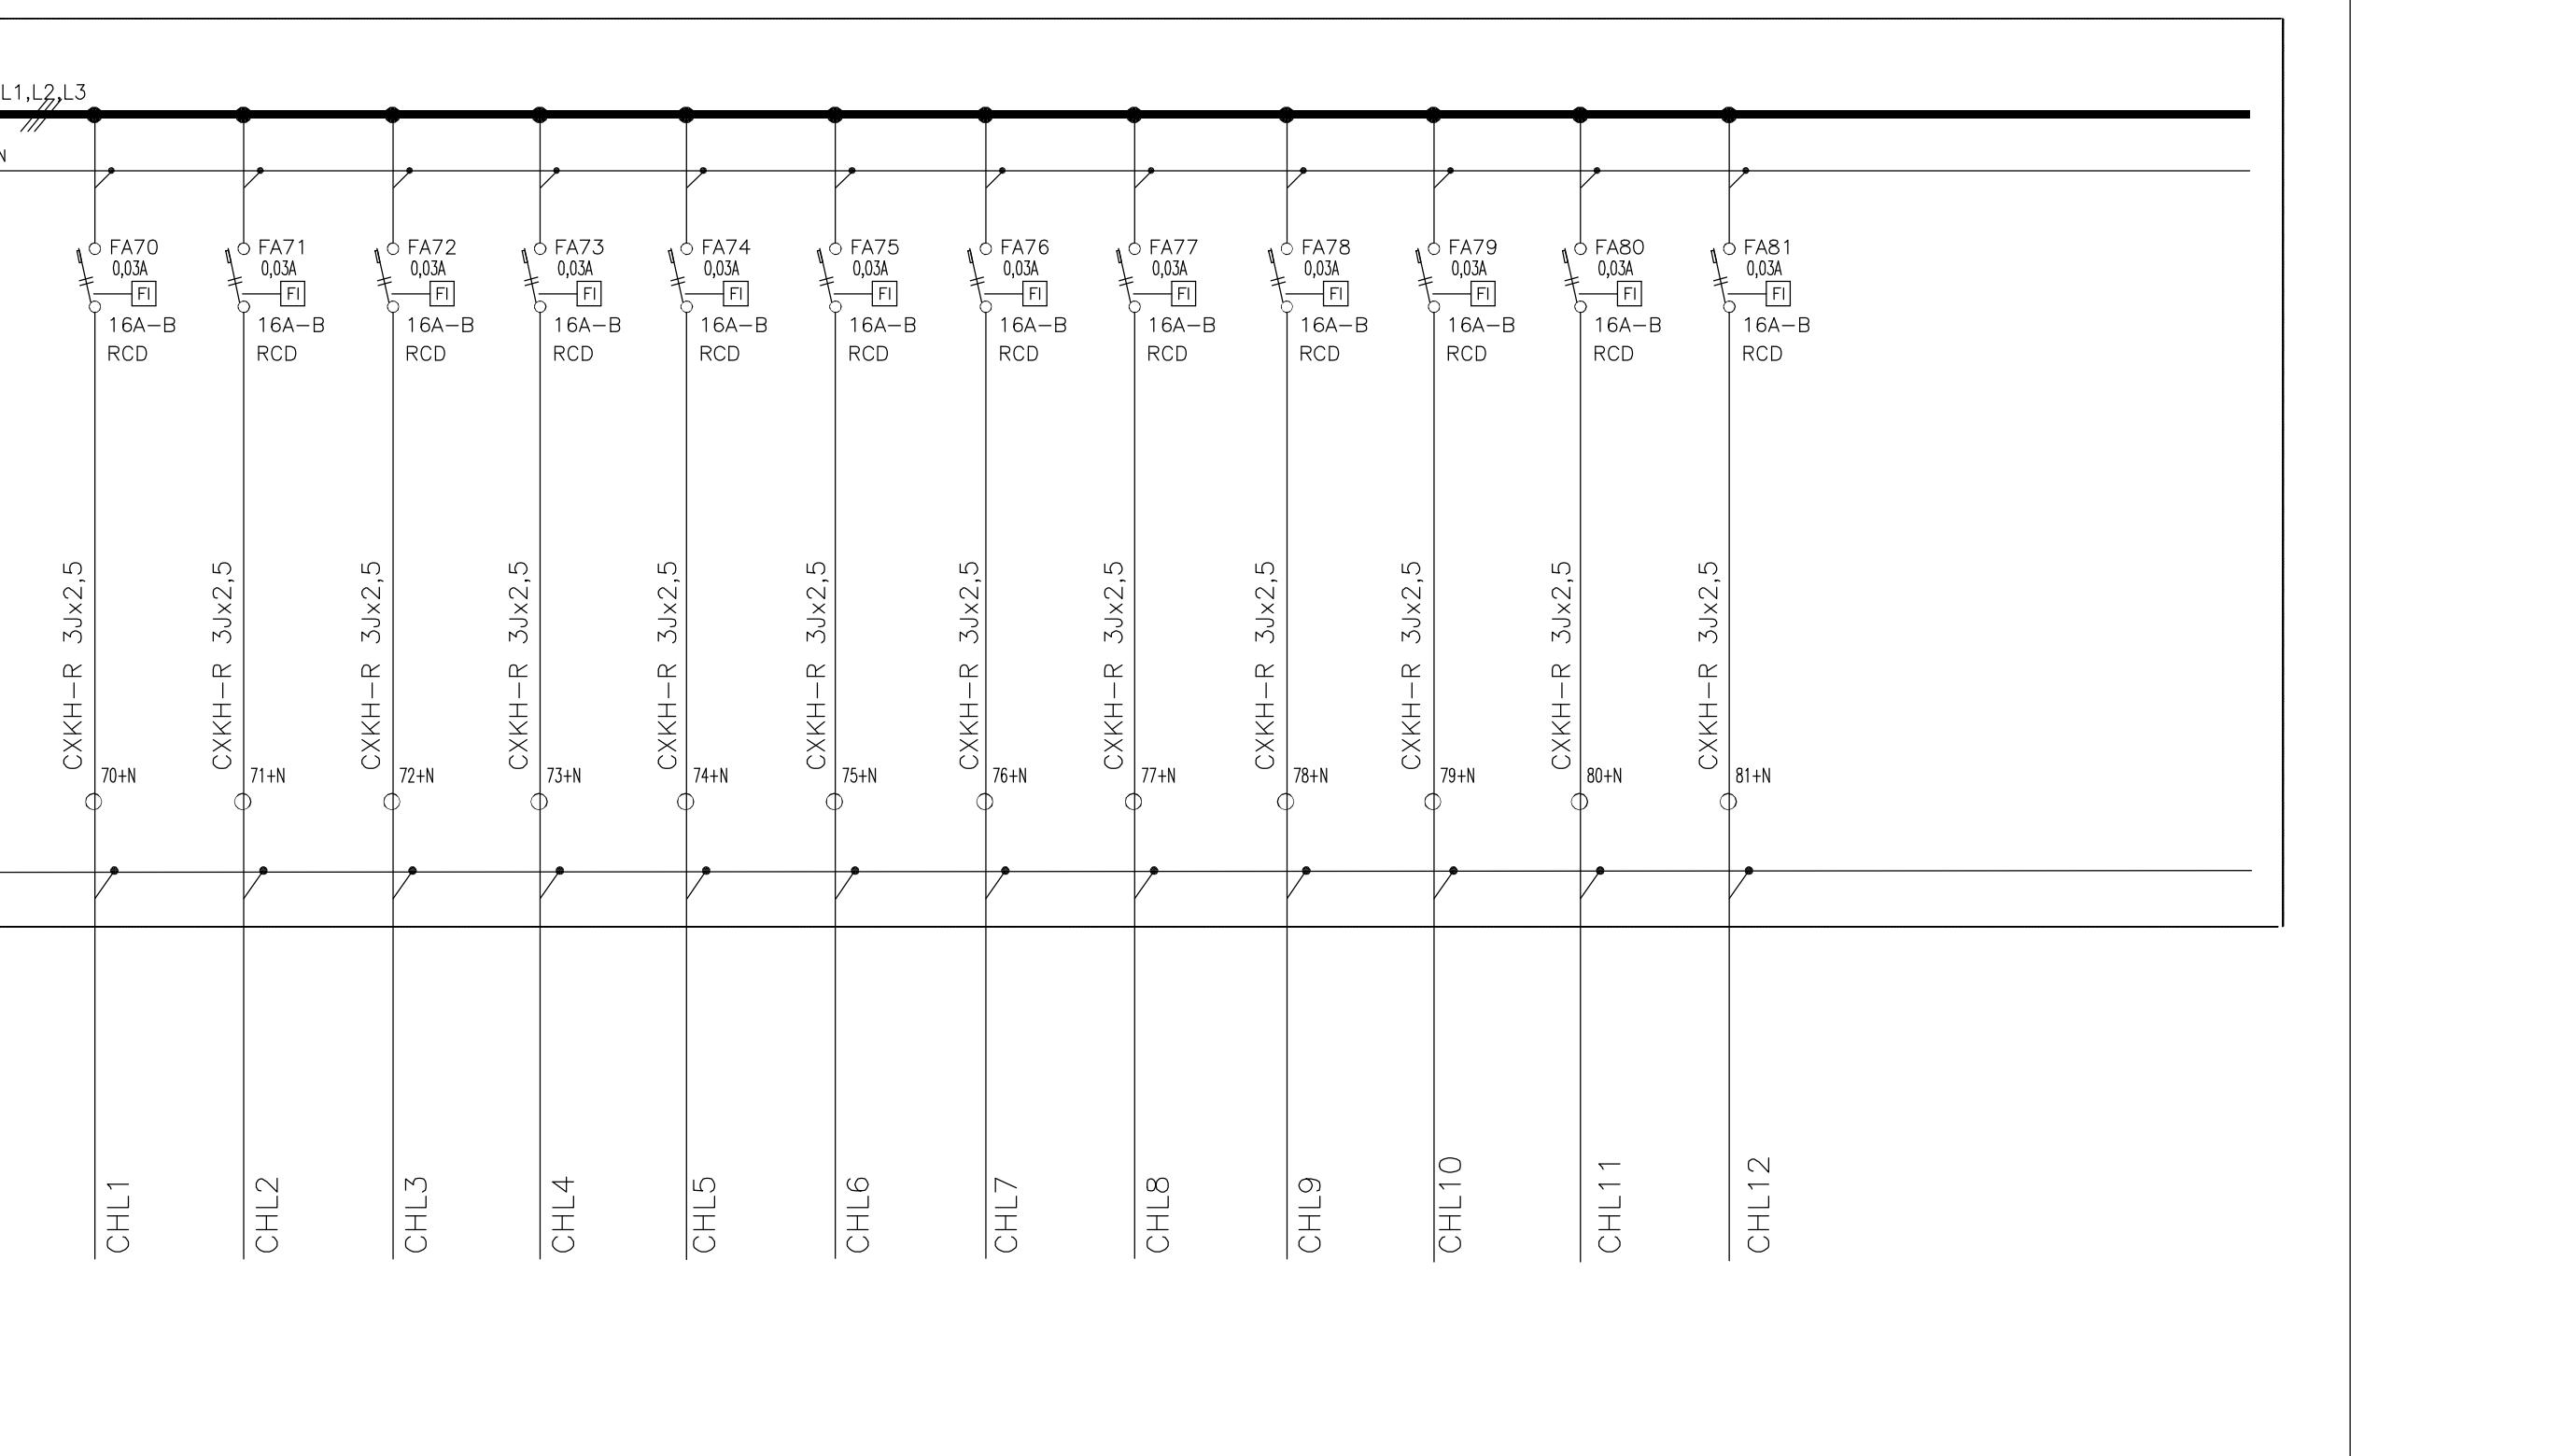 L1,L2,L3
N
FA70 FA71 FA72 FA73 FA74 FA75 FA76 FA77 FA78 FA79 FA80 FA81
0,03A 0,03A 0,03A 0,03A 0,03A 0,03A 0,03A 0,03A 0,03A 0,03A 0,03A 0,03A
FI FI FI FI FI FI FI FI FI FI FI FI
16A-B 16A-B 16A-B 16A-B 16A-B 16A-B 16A-B 16A-B 16A-B 16A-B 16A-B 16A-B
RCD RCD RCD RCD RCD RCD RCD RCD RCD RCD RCD RCD
CXKH-R 3Jx2,5
CXKH-R 3Jx2,5
CXKH-R 3Jx2,5
CXKH-R 3Jx2,5
CXKH-R 3Jx2,5
CXKH-R 3Jx2,5
CXKH-R 3Jx2,5
CXKH-R 3Jx2,5
CXKH-R 3Jx2,5
CXKH-R 3Jx2,5
CXKH-R 3Jx2,5
CXKH-R 3Jx2,5
70+N 71+N 72+N 73+N 74+N 75+N 76+N 77+N 78+N 79+N 80+N 81+N
CHL1
CHL2
CHL3
CHL4
CHL5
CHL6
CHL7
CHL8
CHL9
CHL10
CHL11
CHL12